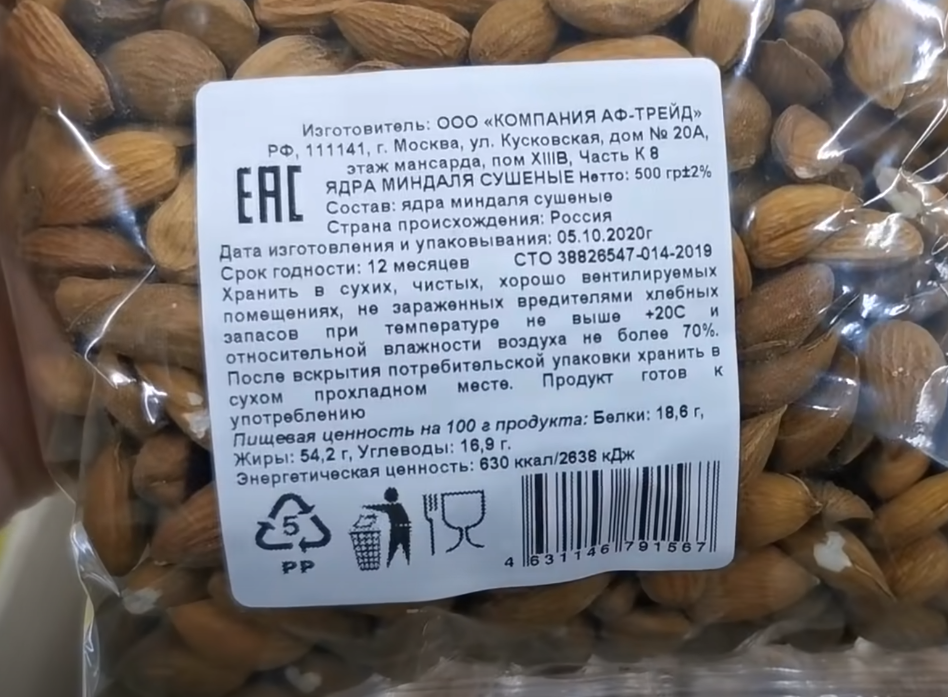 Изготовитель: ООО «КОМПАНИЯ АФ-ТРЕЙД»
РФ, 111141, г. Москва, ул. Кусковская, дом № 20А,
этаж мансарда, пом XIIIВ, Часть К 8
ЕАС
ЯДРА МИНДАЛЯ СУШЕНЫЕ Нетто: 500 гр±2%
Состав: ядра миндаля сушеные
Страна происхождения: Россия
Дата изготовления и упаковывания: 05.10.2020г
Срок годности: 12 месяцев СТО 38826547-014-2019
Хранить в сухих, чистых, хорошо вентилируемых
помещениях, не зараженных вредителями хлебных
запасов при температуре не выше +20С и
относительной влажности воздуха не более 70%.
После вскрытия потребительской упаковки хранить в
сухом прохладном месте. Продукт готов к
употреблению
Пищевая ценность на 100 г продукта: Белки: 18,6 г,
Жиры: 54,2 г, Углеводы: 16,9 г.
Энергетическая ценность: 630 ккал/2638 кДж
5
PP
4 631146 791567